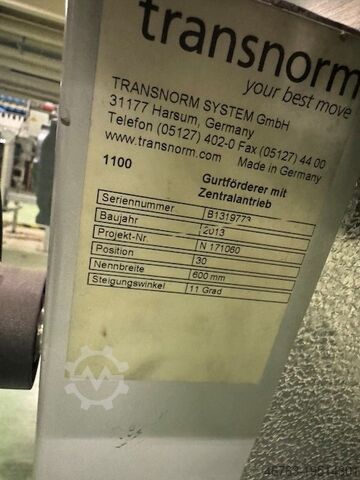 transnorm
your best move
TRANSNORM SYSTEM GmbH
31177 Harsum, Germany
Telefon (05127) 402-0 Fax (05127) 44 00
www.transnorm.com Made in Germany
1100 Gurtförderer mit
Zentralantrieb
Seriennummer B1319773
Baujahr 2013
Projekt-Nr. N 171060
Position 30
Nennbreite 600 mm
Steigungswinkel 11 Grad